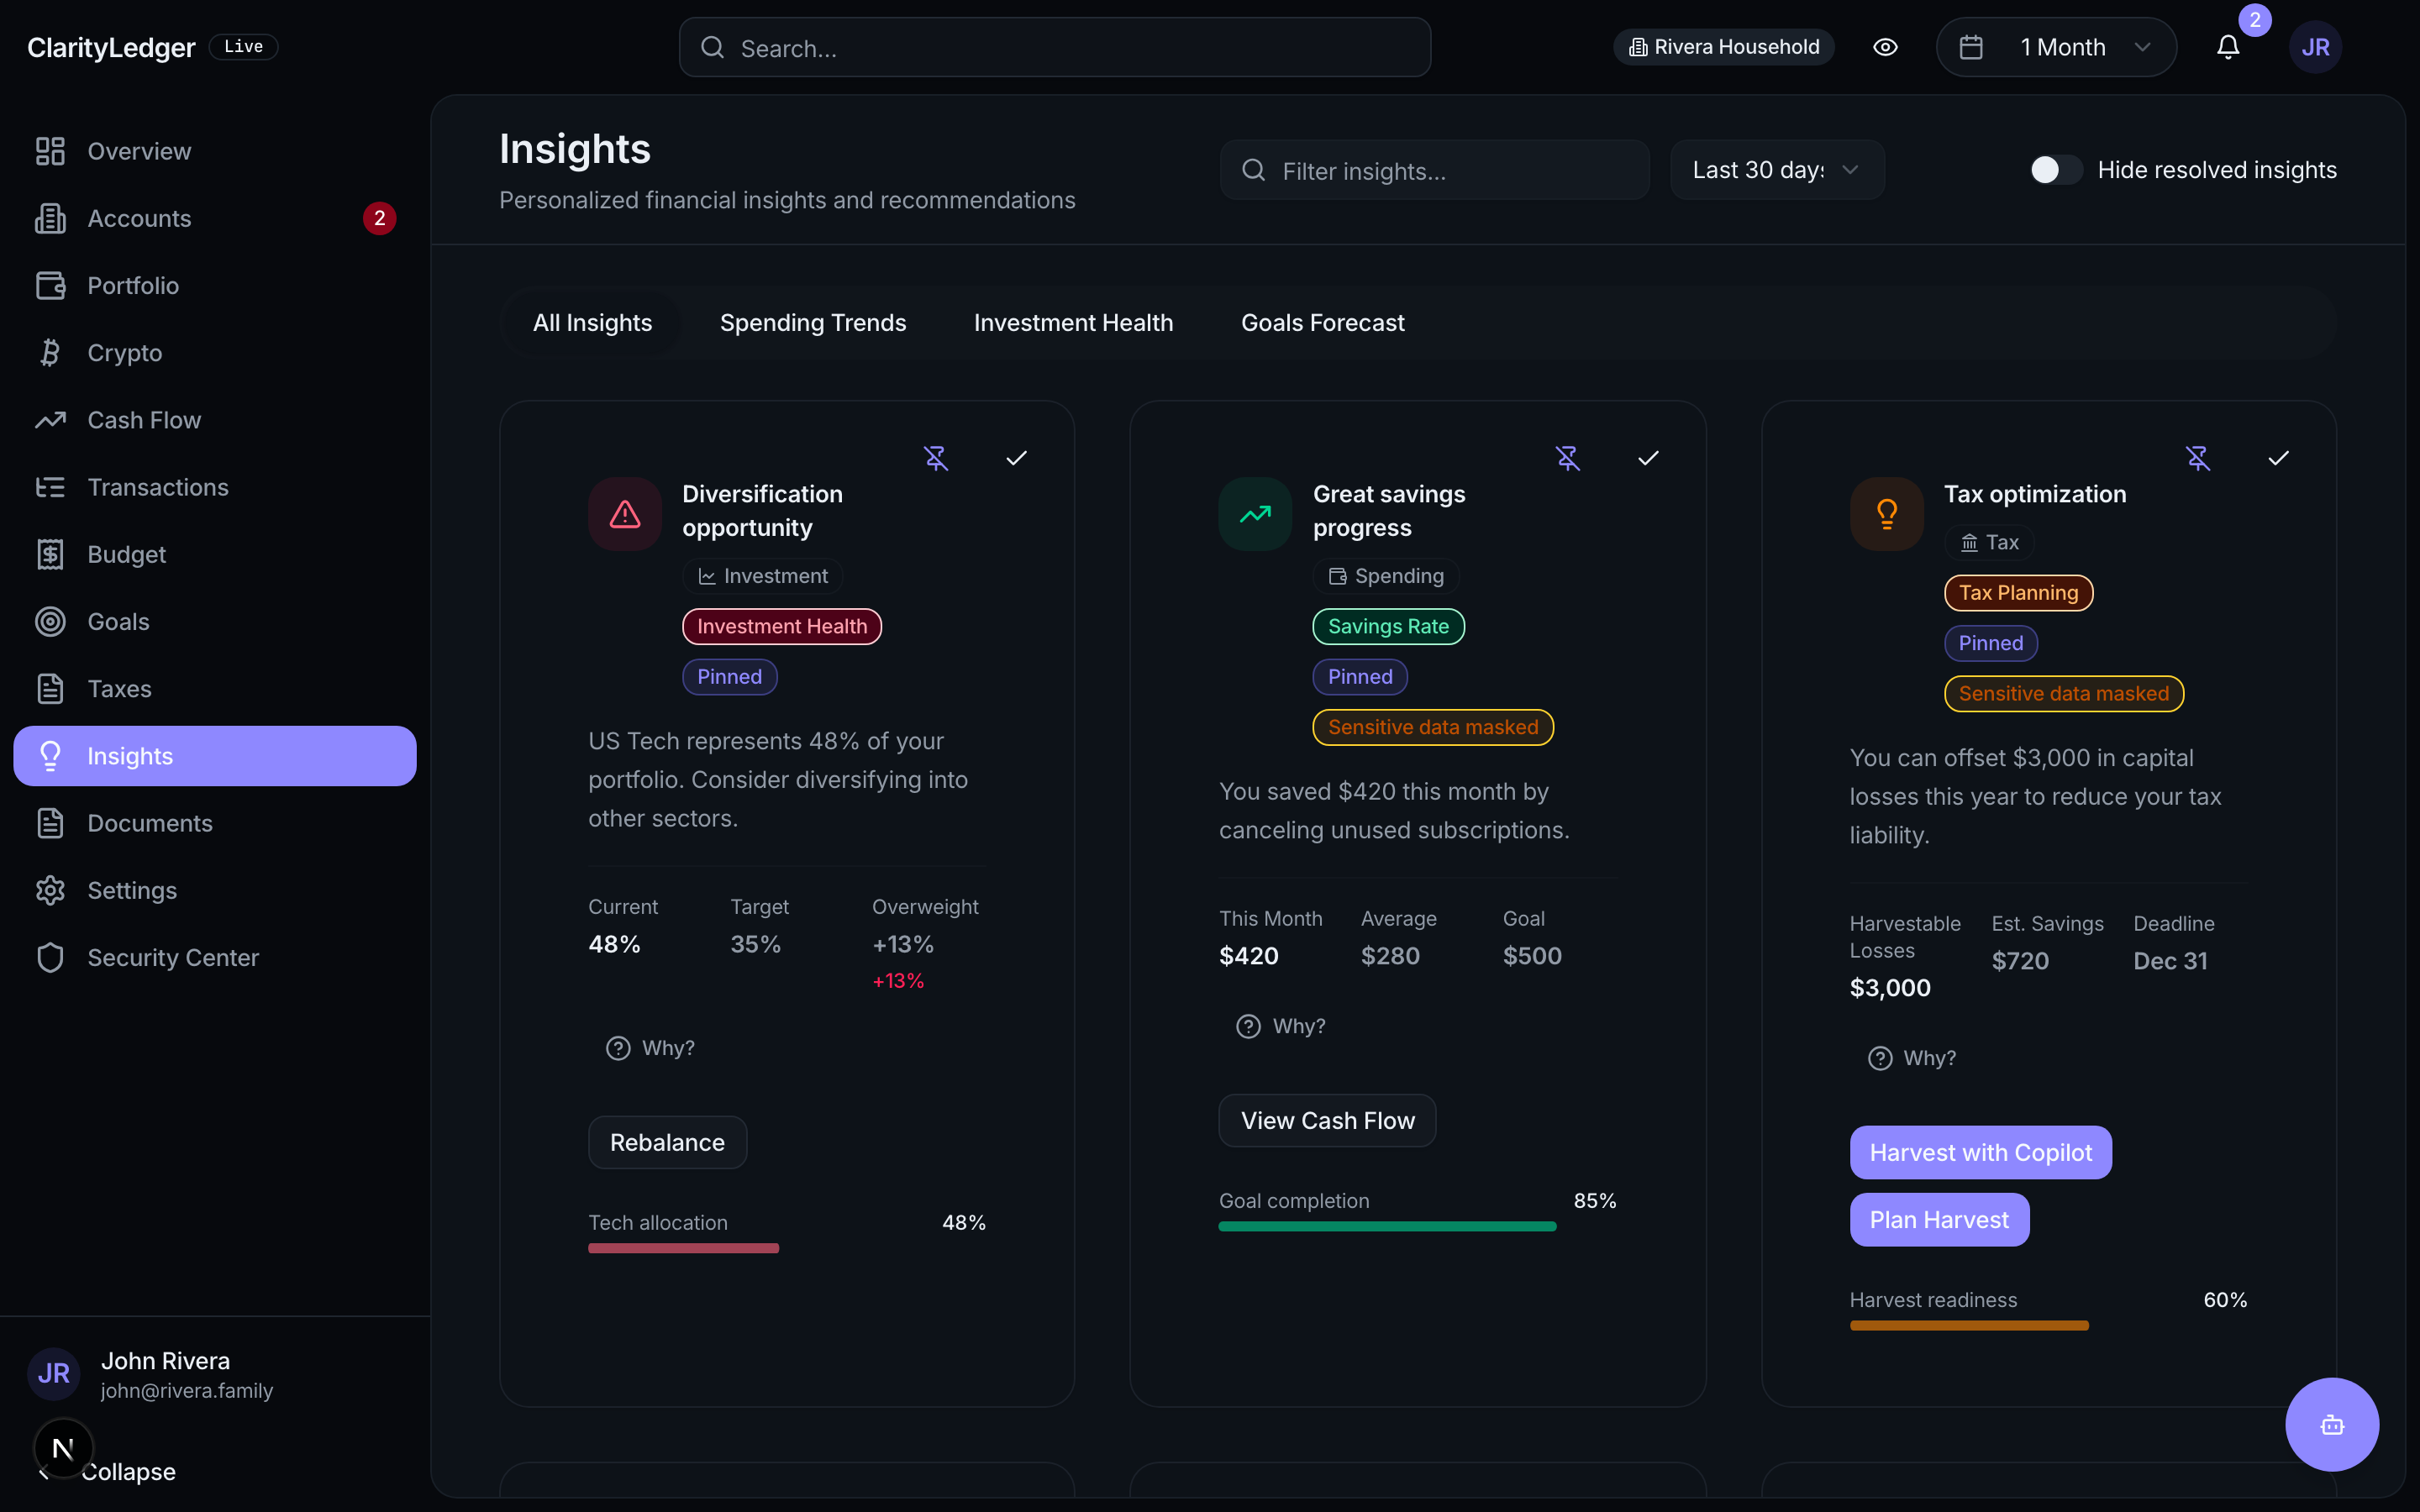 ClarityLedger
Live
Search...
Rivera Household
1 Month
2
JR
Overview
Accounts
2
Portfolio
Crypto
Cash Flow
Transactions
Budget
Goals
Taxes
Insights
Documents
Settings
Security Center
JR
John Rivera
john@rivera.family
N
Collapse
Insights
Personalized financial insights and recommendations
Filter insights...
Last 30 days
Hide resolved insights
All Insights
Spending Trends
Investment Health
Goals Forecast
Diversification
opportunity
Investment
Investment Health
Pinned
US Tech represents 48% of your
portfolio. Consider diversifying into
other sectors.
Current
Target
Overweight
48%
35%
+13%
+13%
Why?
Rebalance
Tech allocation
48%
Great savings
progress
Spending
Savings Rate
Pinned
Sensitive data masked
You saved $420 this month by
canceling unused subscriptions.
This Month
Average
Goal
$420
$280
$500
Why?
View Cash Flow
Goal completion
85%
Tax optimization
Tax
Tax Planning
Pinned
Sensitive data masked
You can offset $3,000 in capital
losses this year to reduce your tax
liability.
Harvestable
Losses
Est. Savings
Deadline
$3,000
$720
Dec 31
Why?
Harvest with Copilot
Plan Harvest
Harvest readiness
60%